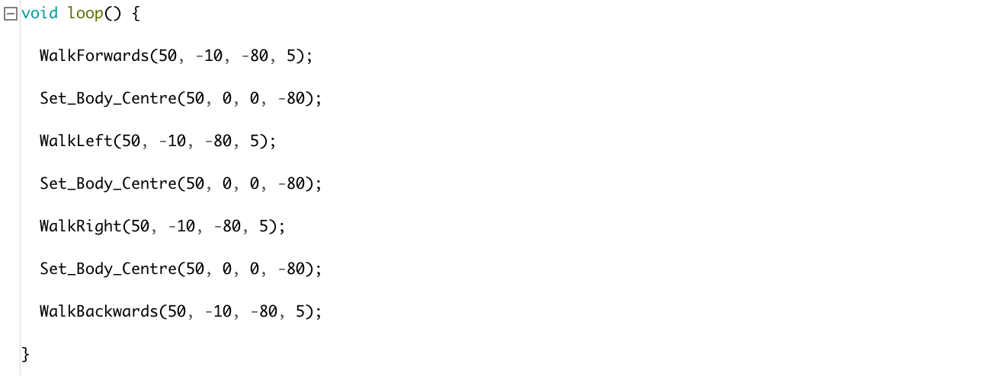 void loop() {
WalkForwards(50, -10, -80, 5);
Set_Body_Centre(50, 0, 0, -80);
WalkLeft(50, -10, -80, 5);
Set_Body_Centre(50, 0, 0, -80);
WalkRight(50, -10, -80, 5);
Set_Body_Centre(50, 0, 0, -80);
WalkBackwards(50, -10, -80, 5);
}